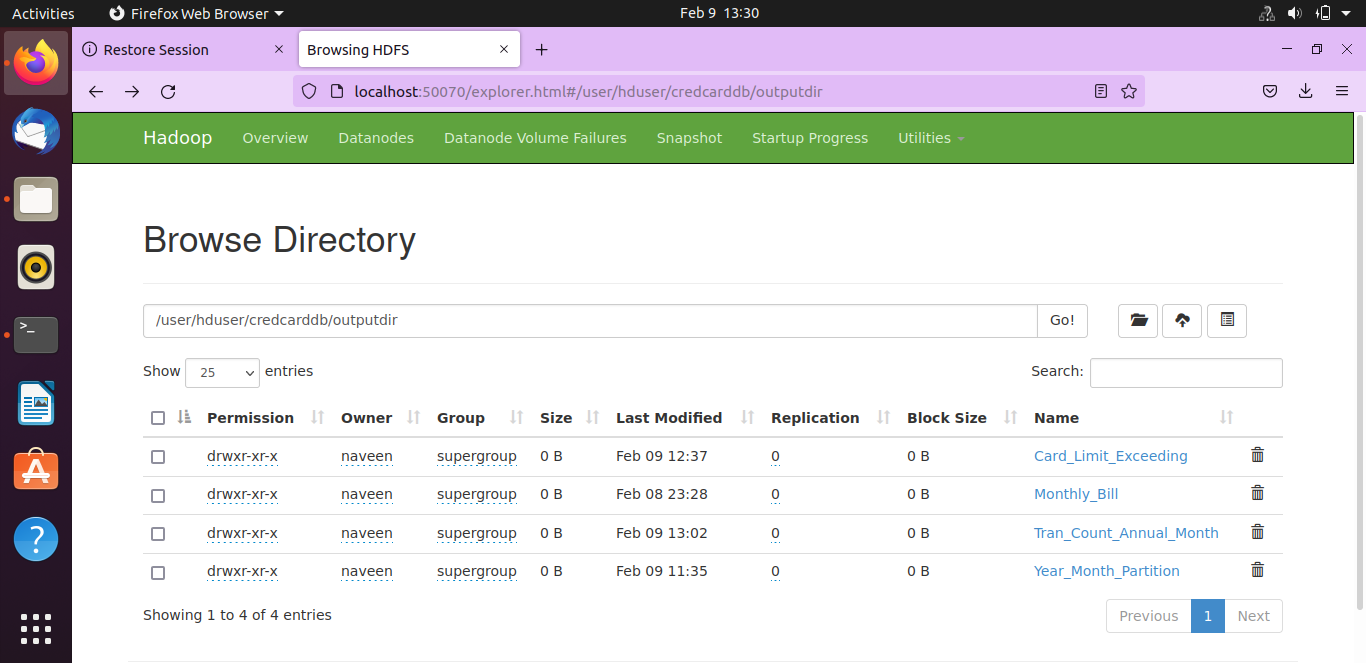 Activities Firefox Web Browser Feb 9 13:30
Restore Session Browsing HDFS
localhost:50070/explorer.html#/user/hduser/credcarddb/outputdir
Hadoop Overview Datanodes Datanode Volume Failures Snapshot Startup Progress Utilities
Browse Directory
/user/hduser/credcarddb/outputdir Go!
Show 25 entries Search:
Permission Owner Group Size Last Modified Replication Block Size Name
drwxr-xr-x naveen supergroup 0 B Feb 09 12:37 0 0 B Card_Limit_Exceeding
drwxr-xr-x naveen supergroup 0 B Feb 08 23:28 0 0 B Monthly_Bill
drwxr-xr-x naveen supergroup 0 B Feb 09 13:02 0 0 B Tran_Count_Annual_Month
drwxr-xr-x naveen supergroup 0 B Feb 09 11:35 0 0 B Year_Month_Partition
Showing 1 to 4 of 4 entries Previous 1 Next